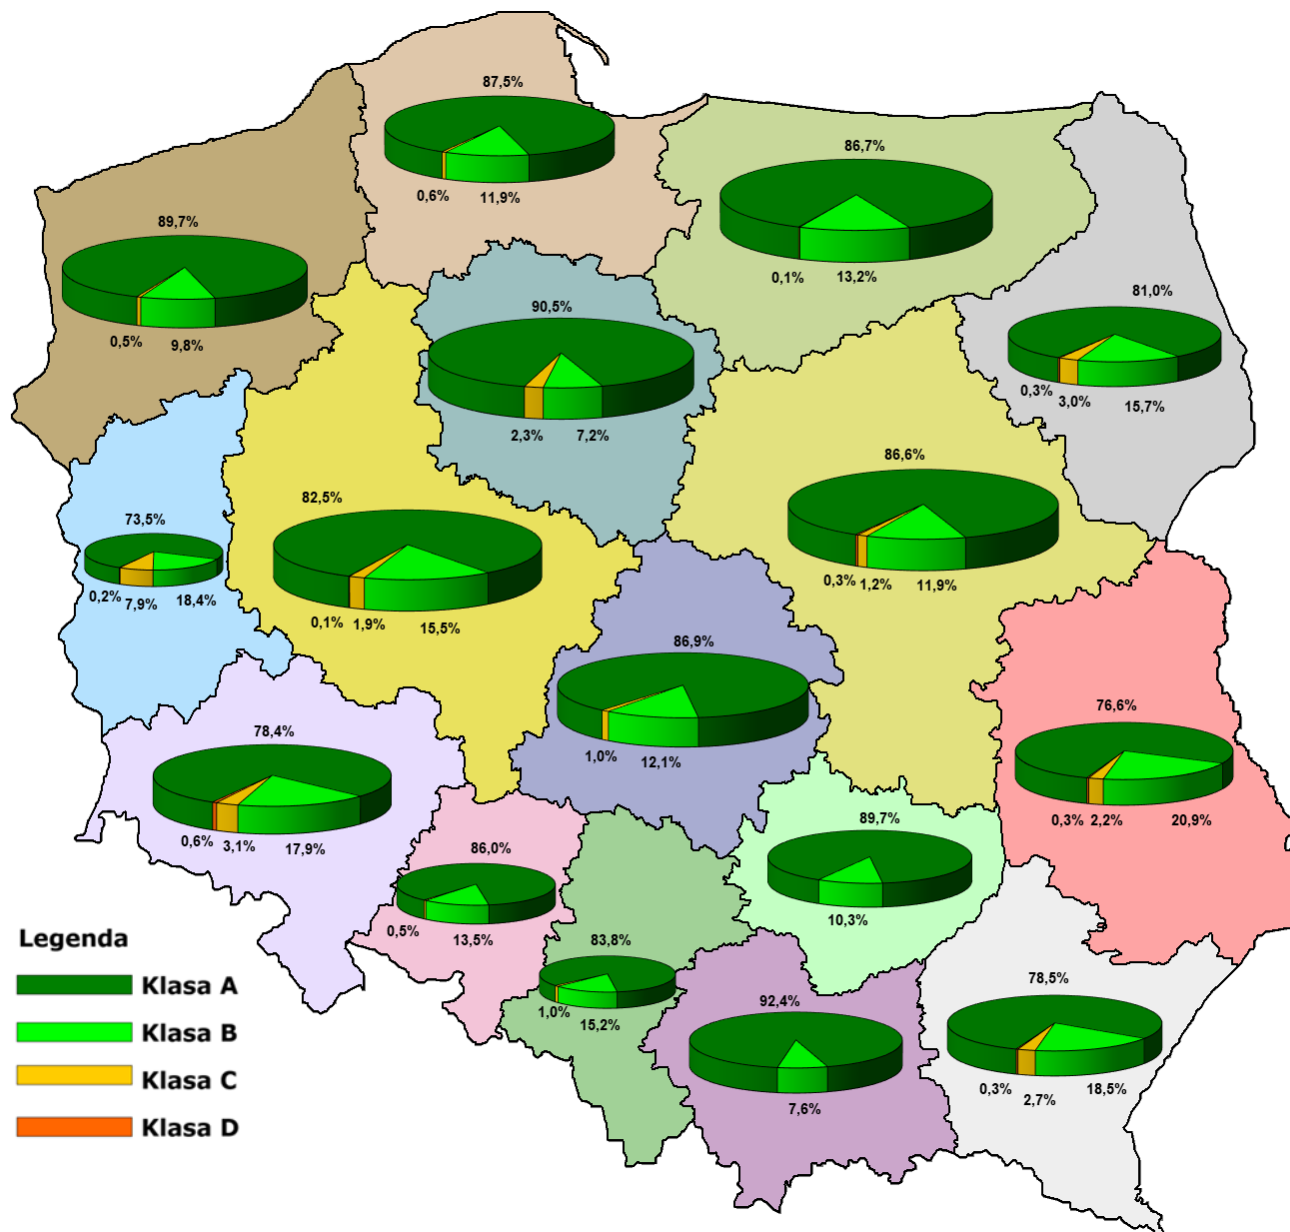 87,5%
0,6% 11,9%
86,7%
0,1% 13,2%
89,7%
0,5% 9,8%
81,0%
0,3% 3,0% 15,7%
90,5%
2,3% 7,2%
86,6%
0,3% 1,2% 11,9%
82,5%
0,1% 1,9% 15,5%
73,5%
0,2% 7,9% 18,4%
86,9%
1,0% 12,1%
76,6%
0,3% 2,2% 20,9%
78,4%
0,6% 3,1% 17,9%
89,7%
10,3%
86,0%
0,5% 13,5%
83,8%
1,0% 15,2%
92,4%
7,6%
78,5%
0,3% 2,7% 18,5%
Legenda
Klasa A
Klasa B
Klasa C
Klasa D